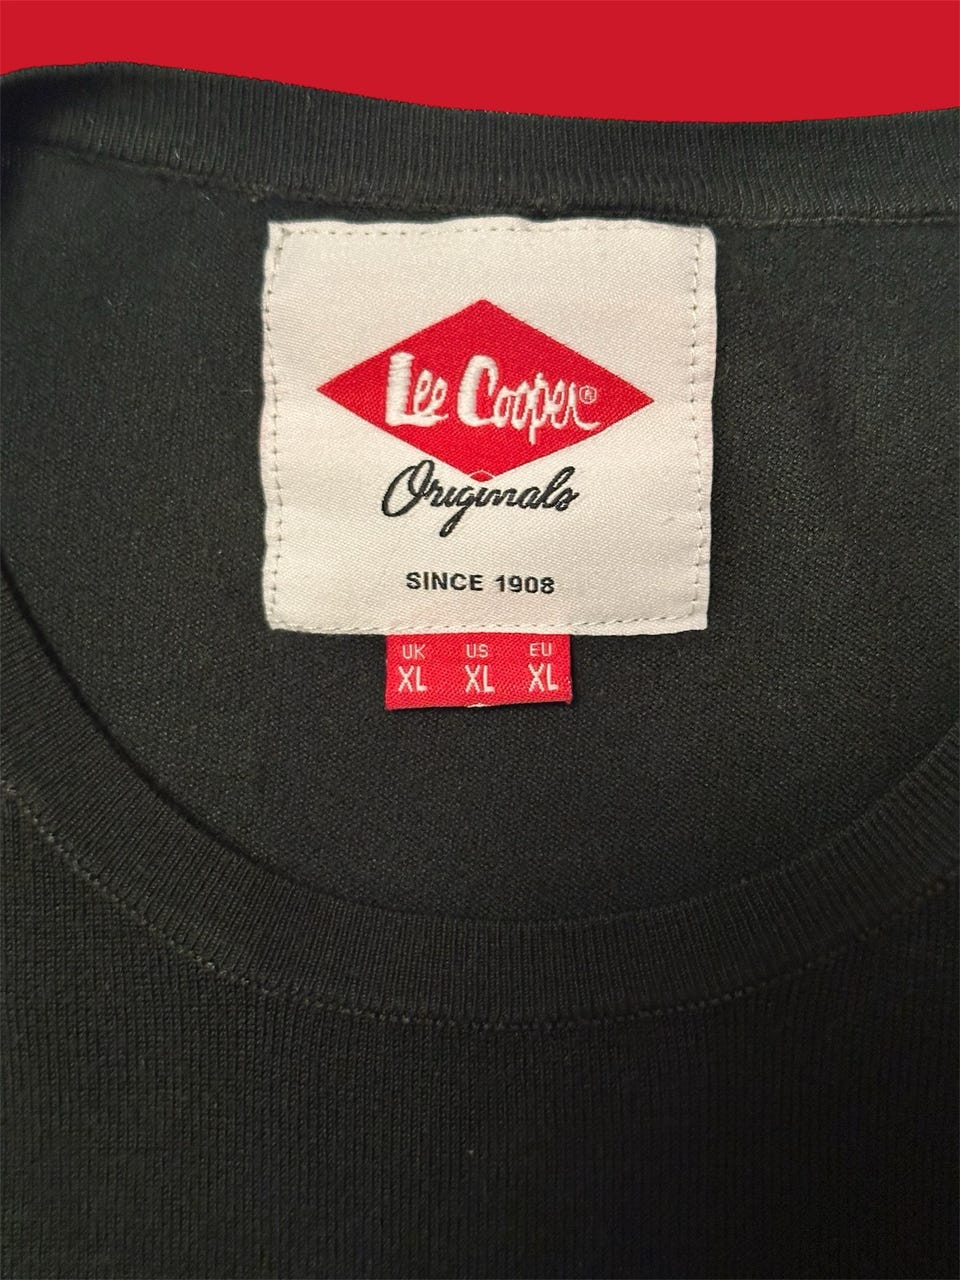 Lee Cooper®
Originals
SINCE 1908
UK US EU
XL XL XL